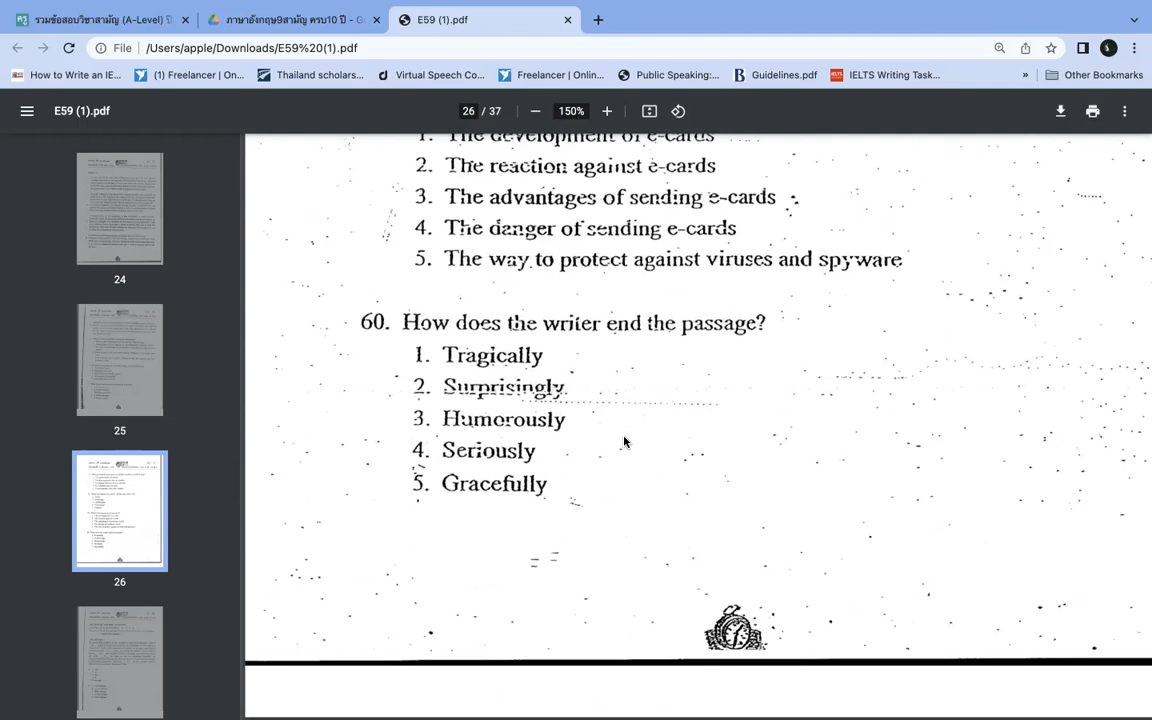 รวมข้อสอบวิชาสามัญ (A-Level) ปี
ภาษาอังกฤษ9สามัญ ครบ10 ปี - G
E59 (1).pdf
File
/Users/apple/Downloads/E59%20(1).pdf
How to Write an IE...
(1) Freelancer | On...
Thailand scholars...
Virtual Speech Co...
Freelancer | Onlin...
Public Speaking:...
Guidelines.pdf
IELTS Writing Task...
»
Other Bookmarks
E59 (1).pdf
26 / 37
150%
24
25
26
1. The development of e-cards
2. The reaction against e-cards
3. The advantages of sending e-cards
4. The danger of sending e-cards
5. The way to protect against viruses and spyware
60. How does the writer end the passage?
1. Tragically
2. Surprisingly
3. Humorously
4. Seriously
5. Gracefully